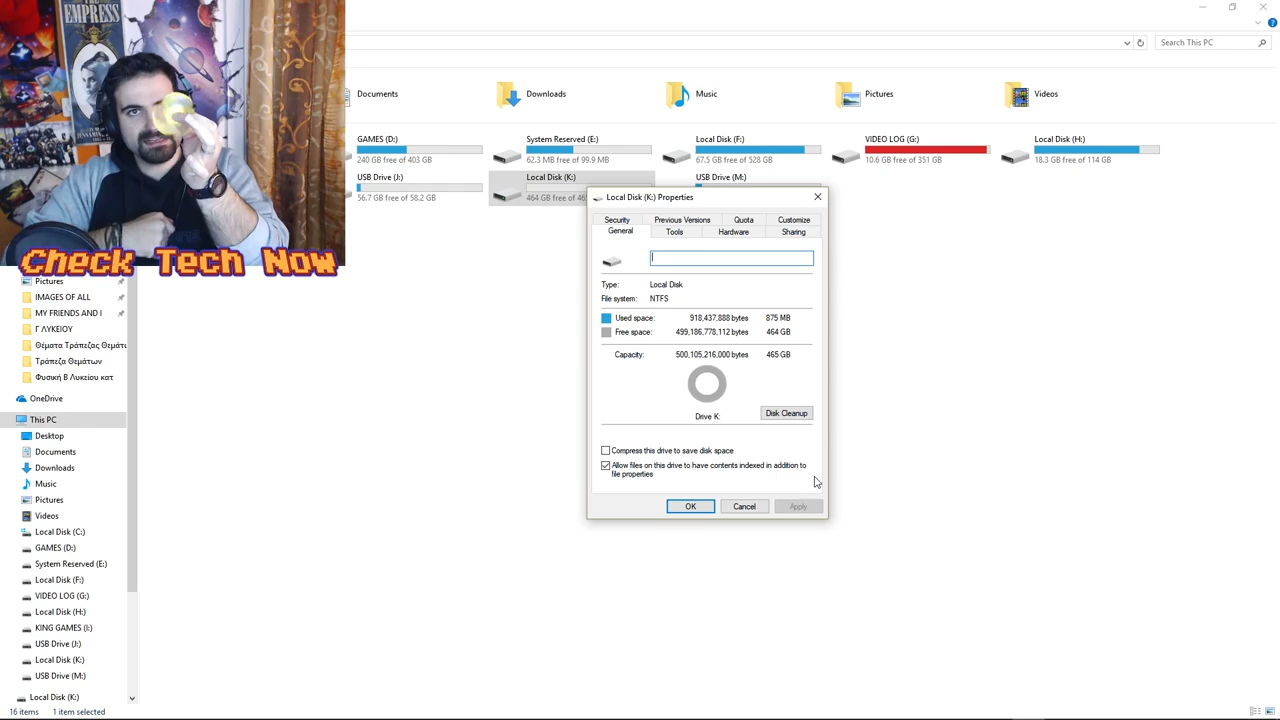 THE
EMPRESS
Check Tech Now
Search This PC
Documents
Downloads
Music
Pictures
Videos
GAMES (D:)
240 GB free of 403 GB
System Reserved (E:)
62.3 MB free of 99.9 MB
Local Disk (F:)
67.5 GB free of 528 GB
VIDEO LOG (G:)
10.6 GB free of 351 GB
Local Disk (H:)
18.3 GB free of 114 GB
USB Drive (J:)
56.7 GB free of 58.2 GB
Local Disk (K:)
464 GB free of
USB Drive (M:)
Local Disk (K:) Properties
Security
Previous Versions
Quota
Customize
General
Tools
Hardware
Sharing
Type: Local Disk
File system: NTFS
Used space: 918,437,888 bytes 875 MB
Free space: 499,186,778,112 bytes 464 GB
Capacity: 500,105,216,000 bytes 465 GB
Drive K:
Disk Cleanup
Compress this drive to save disk space
Allow files on this drive to have contents indexed in addition to
file properties
OK
Cancel
Apply
Pictures
IMAGES OF ALL
MY FRIENDS AND I
Γ ΛΥΚΕΙΟΥ
Θέματα Τράπεζας Θεμάτ
Τράπεζα Θεμάτων
Φυσική Β Λυκείου κατ
OneDrive
This PC
Desktop
Documents
Downloads
Music
Pictures
Videos
Local Disk (C:)
GAMES (D:)
System Reserved (E:)
Local Disk (F:)
VIDEO LOG (G:)
Local Disk (H:)
KING GAMES (I:)
USB Drive (J:)
Local Disk (K:)
USB Drive (M:)
Local Disk (K:)
16 items
1 item selected